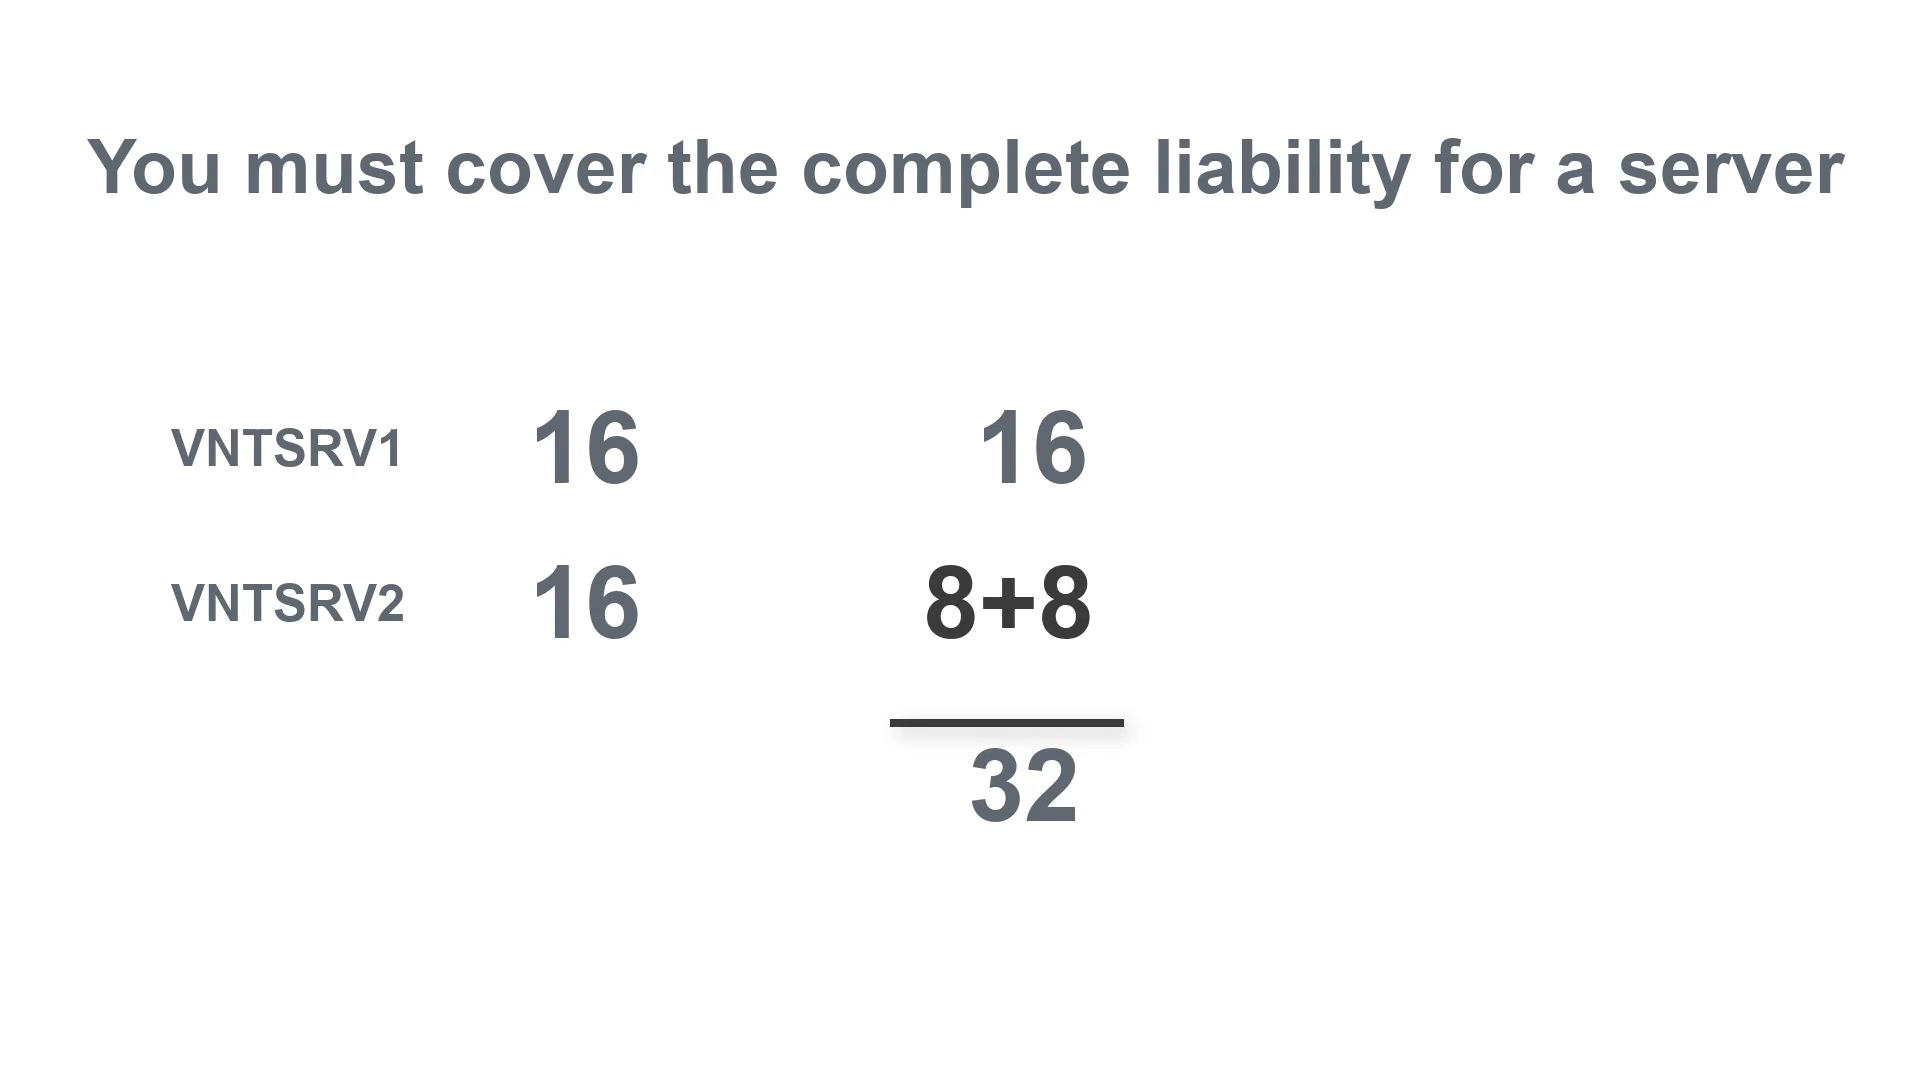 You must cover the complete liability for a server
VNTSRV1 16 16
VNTSRV2 16 8+8
32